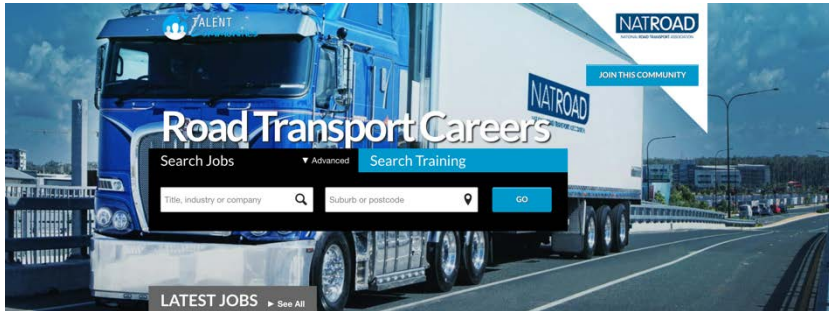 TALENT
COMMUNITIES
NATROAD
NATIONAL ROAD TRANSPORT ASSOCIATION
JOIN THIS COMMUNITY
NATROAD
Road Transport Careers
Search Jobs
▼ Advanced
Search Training
Title, industry or company
Suburb or postcode
GO
LATEST JOBS
► See All